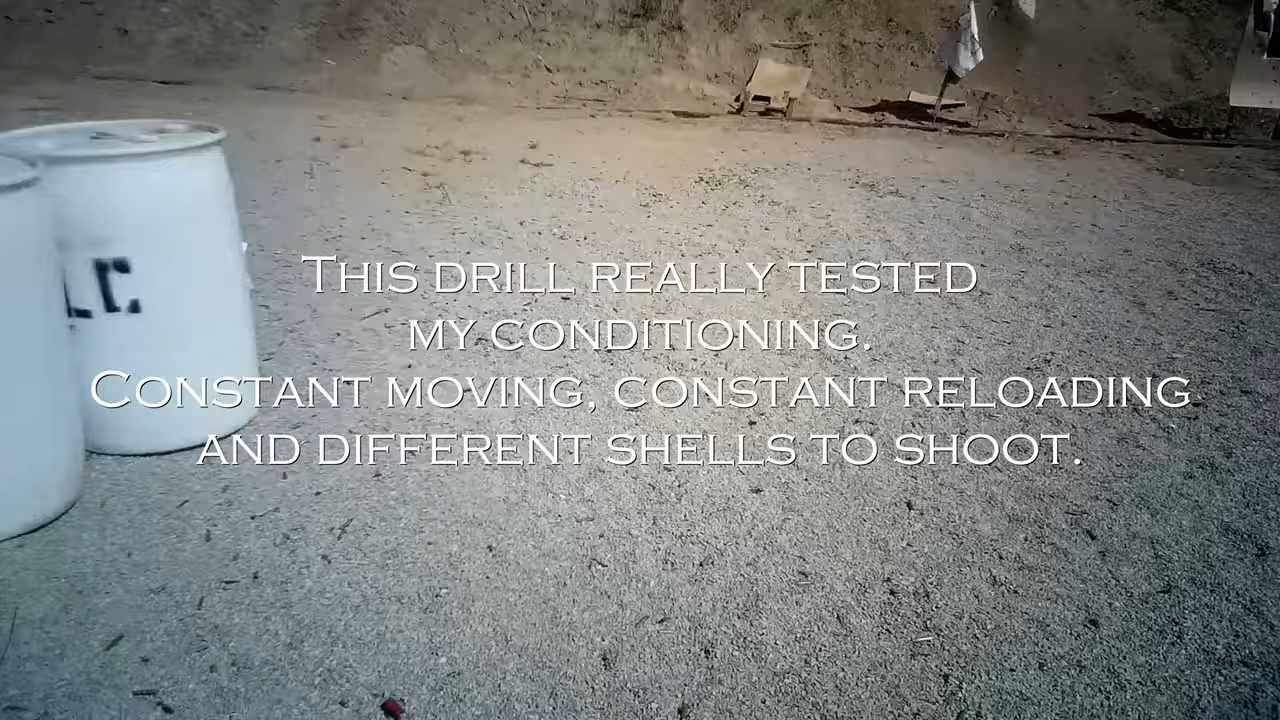 THIS DRILL REALLY TESTED
MY CONDITIONING.
CONSTANT MOVING, CONSTANT RELOADING
AND DIFFERENT SHELLS TO SHOOT.